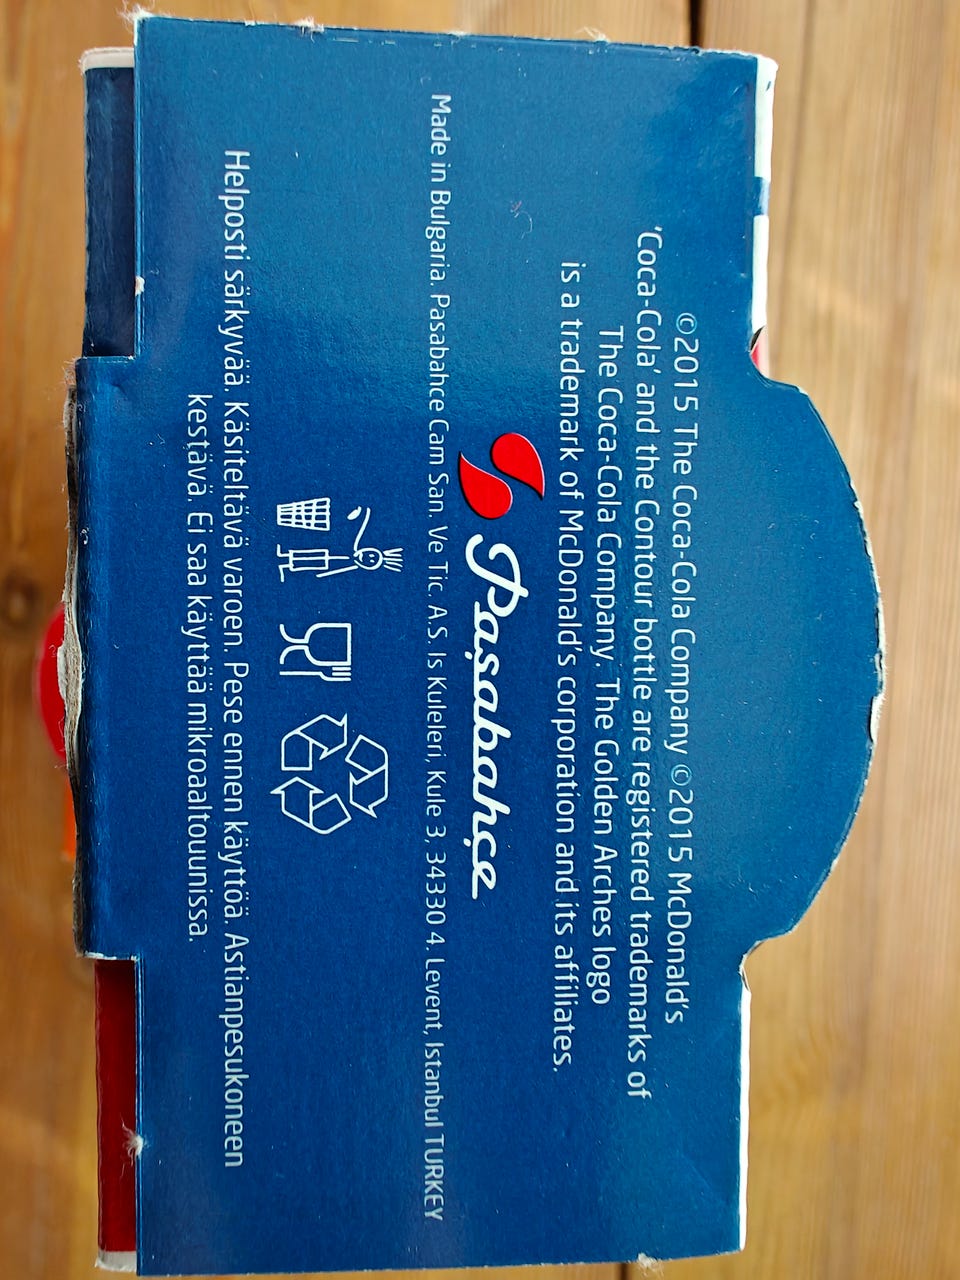 ©2015 The Coca-Cola Company ©2015 McDonald's
'Coca-Cola' and the Contour bottle are registered trademarks of
The Coca-Cola Company. The Golden Arches logo
is a trademark of McDonald's corporation and its affiliates.
Paşabahçe
Made in Bulgaria. Pasabahce Cam San. Ve Tic. A.S. Is Kuleleri, Kule 3, 34330 4. Levent, Istanbul TURKEY
Helposti särkyvää. Käsiteltävä varoen. Pese ennen käyttöä. Astianpesukoneen
kestävä. Ei saa käyttää mikroaaltouunissa.